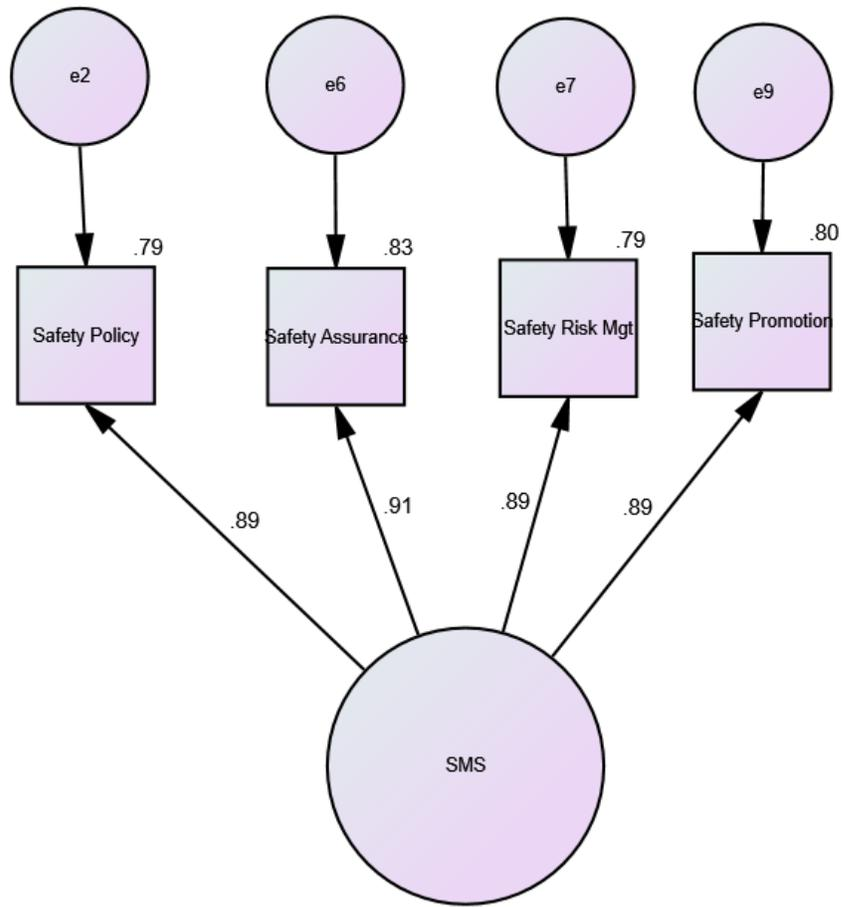 e2
e6
e7
e9
.79
.83
.79
.80
Safety Policy
Safety Assurance
Safety Risk Mgt
Safety Promotion
.89
.91
.89
.89
SMS